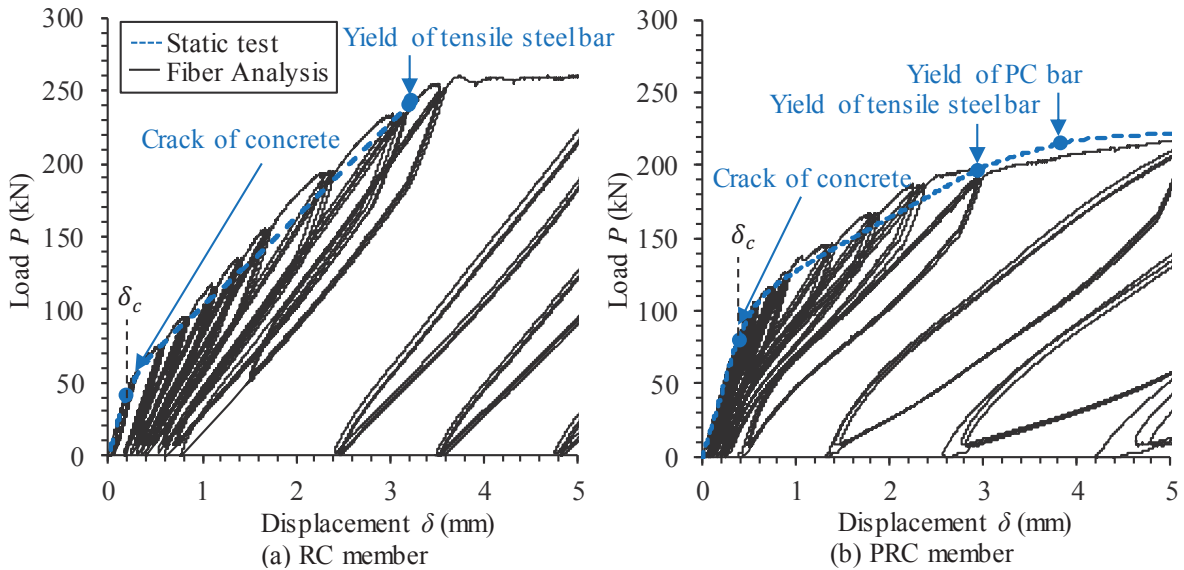 300
250
200
150
100
50
0
Load P (kN)
Static test
Fiber Analysis
Yield of tensile steel bar
Crack of concrete
δc
0 1 2 3 4 5
Displacement δ (mm)
(a) RC member
300
250
200
150
100
50
0
Load P (kN)
Yield of PC bar
Yield of tensile steel bar
Crack of concrete
δc
0 1 2 3 4 5
Displacement δ (mm)
(b) PRC member